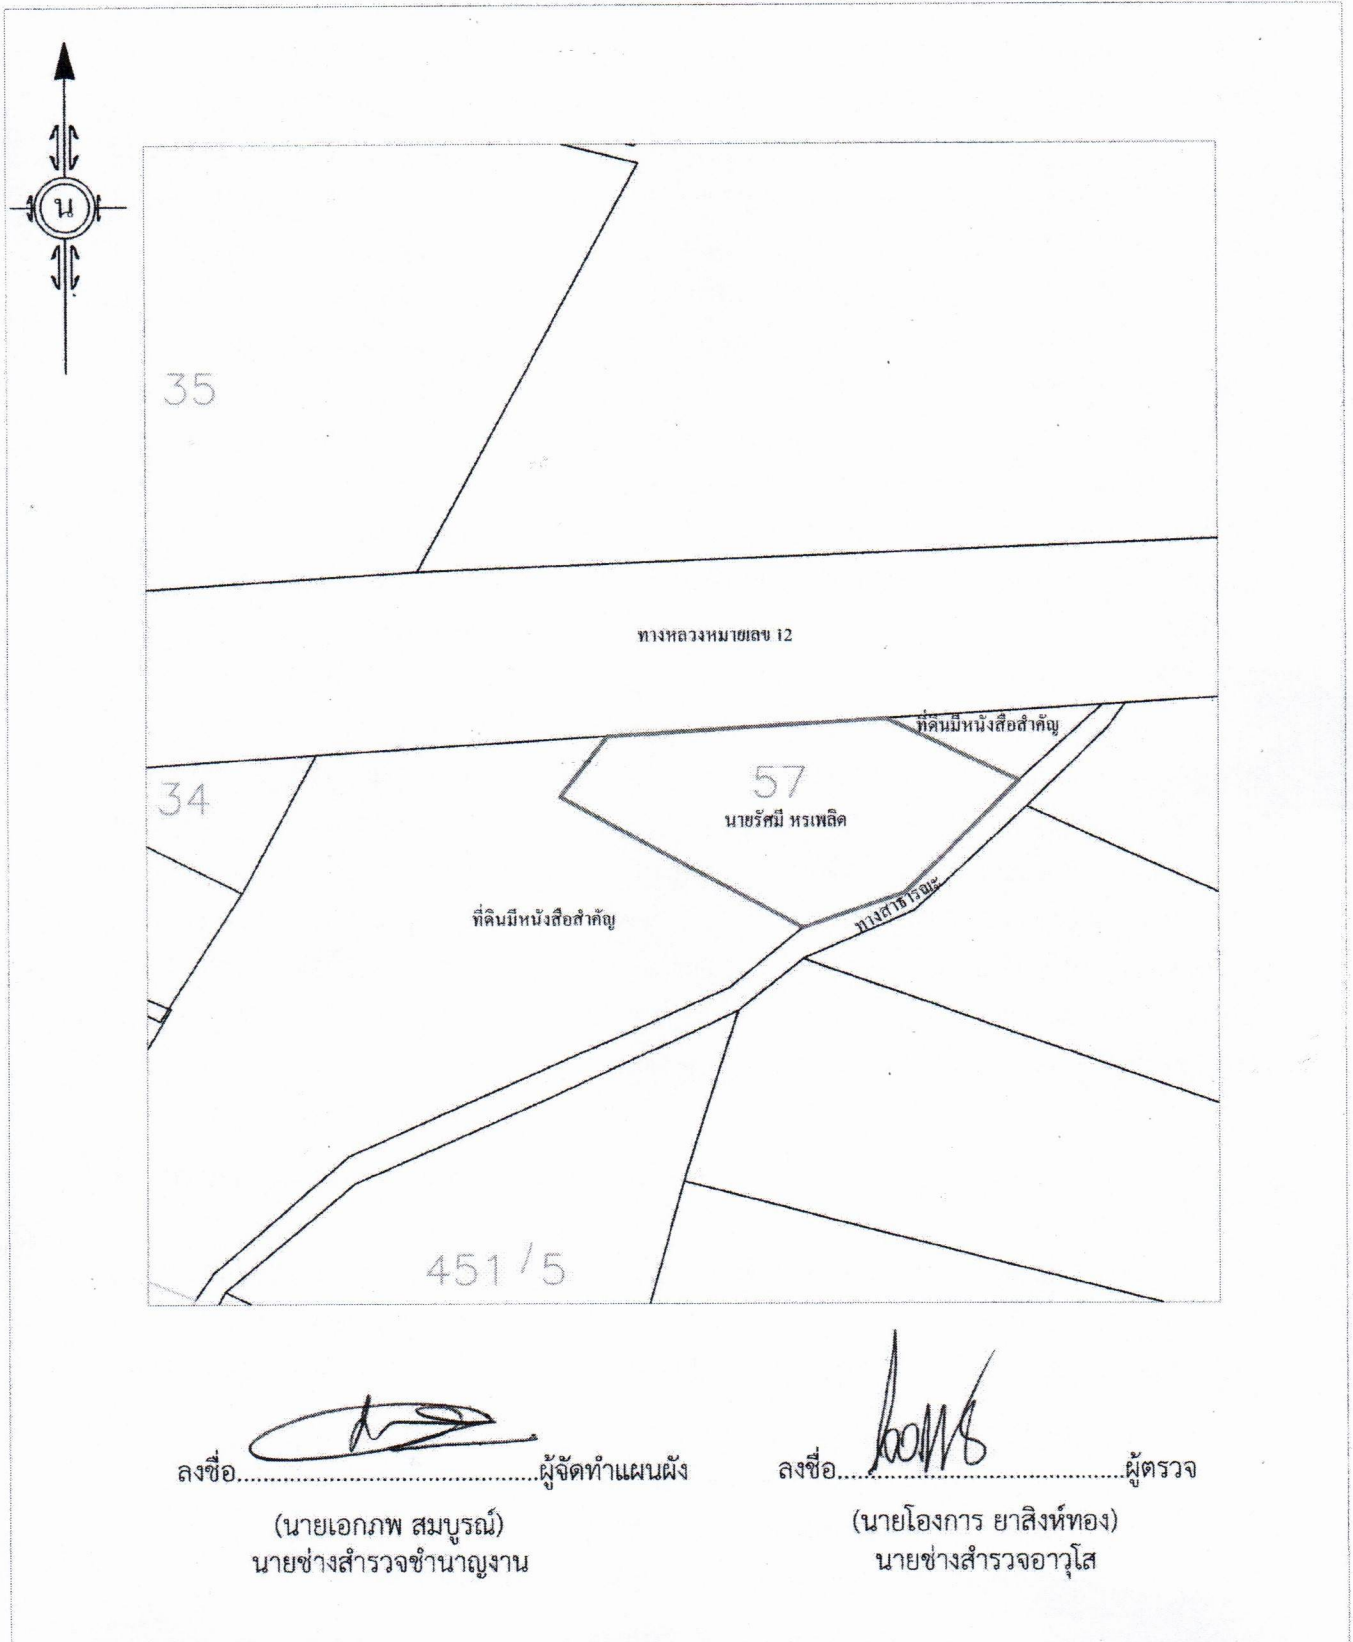 น
35
ทางหลวงหมายเลข 12
ที่ดินมีหนังสือสำคัญ
57
34
นายรัศมี หรเพลิด
ทางสาธารณะ
ที่ดินมีหนังสือสำคัญ
451/5
ลงชื่อ..................................ผู้จัดทำแผนผัง
(นายเอกภพ สมบูรณ์)
นายช่างสำรวจชำนาญงาน
ลงชื่อ..................................ผู้ตรวจ
(นายโองการ ยาสิงห์ทอง)
นายช่างสำรวจอาวุโส